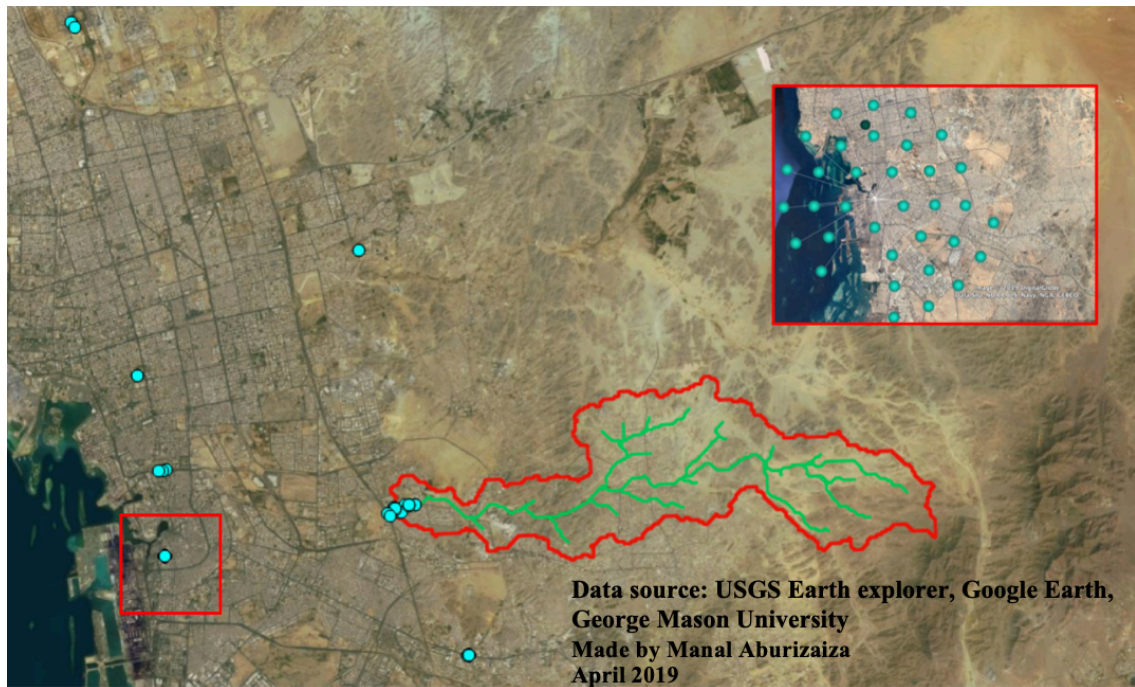 Data source: USGS Earth explorer, Google Earth,
George Mason University
Made by Manal Aburizaiza
April 2019